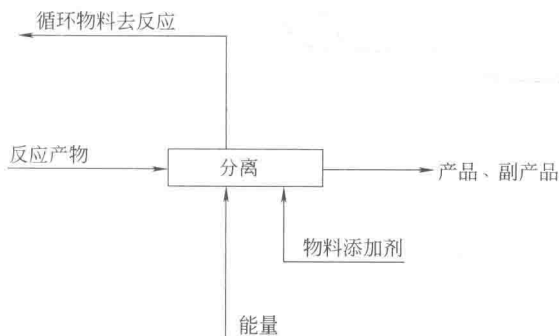 循环物料去反应
反应产物
分离
产品、副产品
物料添加剂
能量